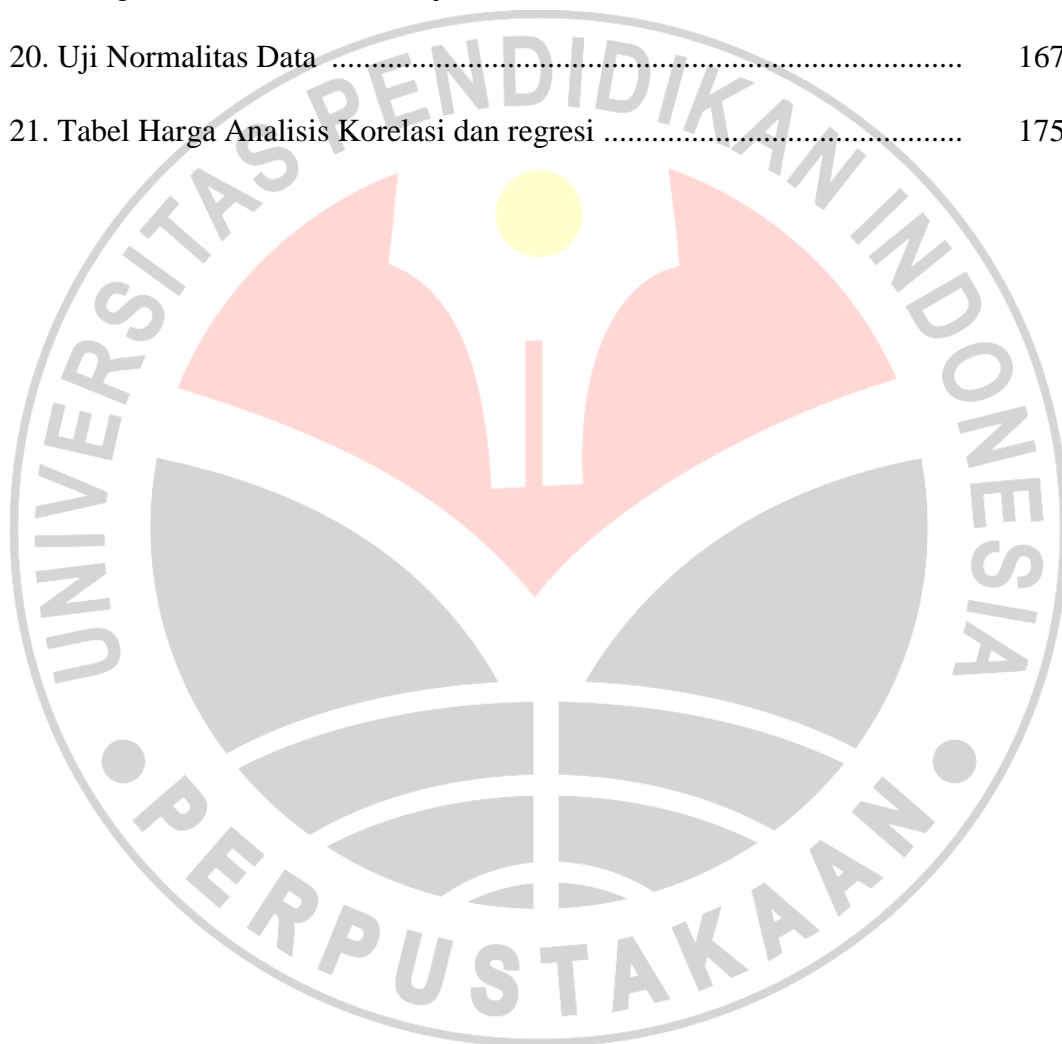 20. Uji Normalitas Data ............................................................................. 167
21. Tabel Harga Analisis Korelasi dan regresi ............................................ 175
UNIVERSITAS PENDIDIKAN INDONESIA
PERPUSTAKAAN